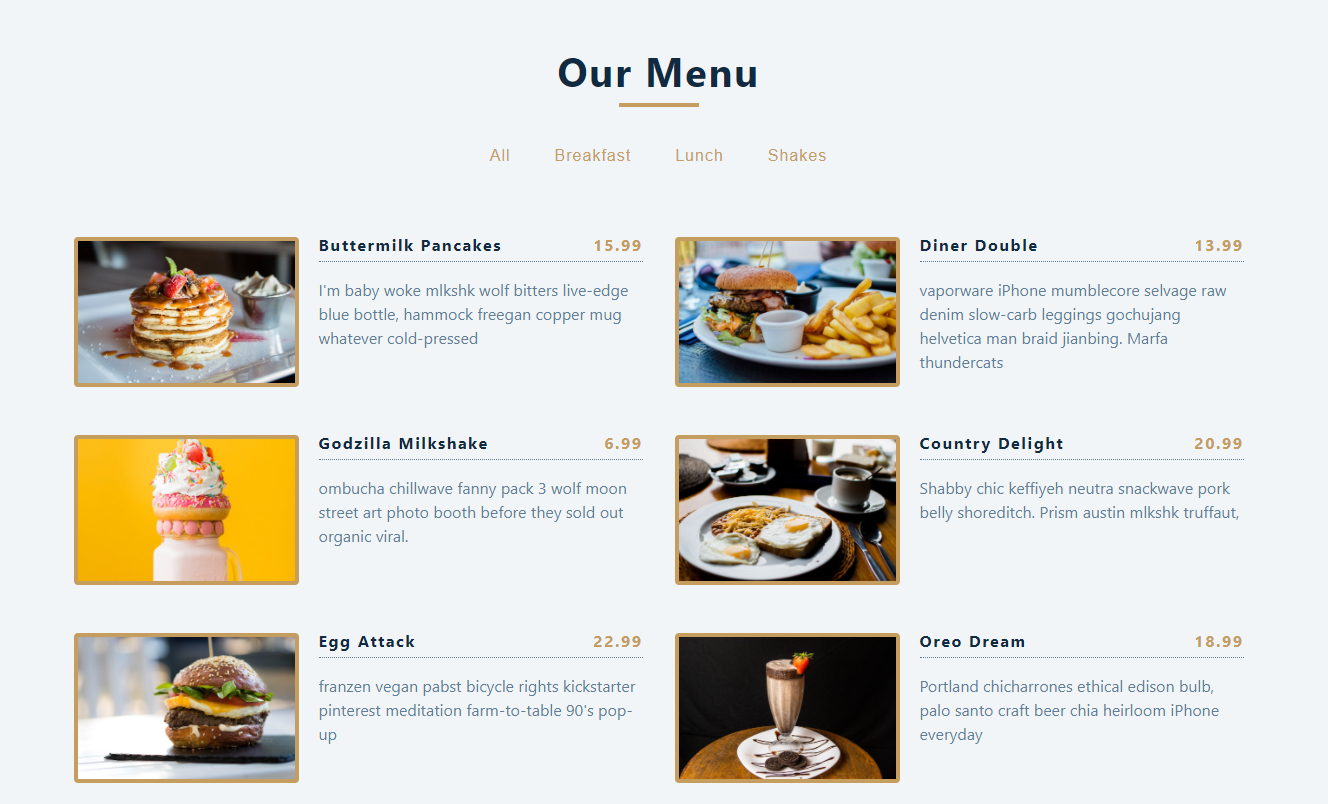 Our Menu
All Breakfast Lunch Shakes
Buttermilk Pancakes 15.99
I'm baby woke mlkshk wolf bitters live-edge
blue bottle, hammock freegan copper mug
whatever cold-pressed
Diner Double 13.99
vaporware iPhone mumblecore selvage raw
denim slow-carb leggings gochujang
helvetica man braid jianbing. Marfa
thundercats
Godzilla Milkshake 6.99
ombucha chillwave fanny pack 3 wolf moon
street art photo booth before they sold out
organic viral.
Country Delight 20.99
Shabby chic keffiyeh neutra snackwave pork
belly shoreditch. Prism austin mlkshk truffaut,
Egg Attack 22.99
franzen vegan pabst bicycle rights kickstarter
pinterest meditation farm-to-table 90's pop-
up
Oreo Dream 18.99
Portland chicharrones ethical edison bulb,
palo santo craft beer chia heirloom iPhone
everyday